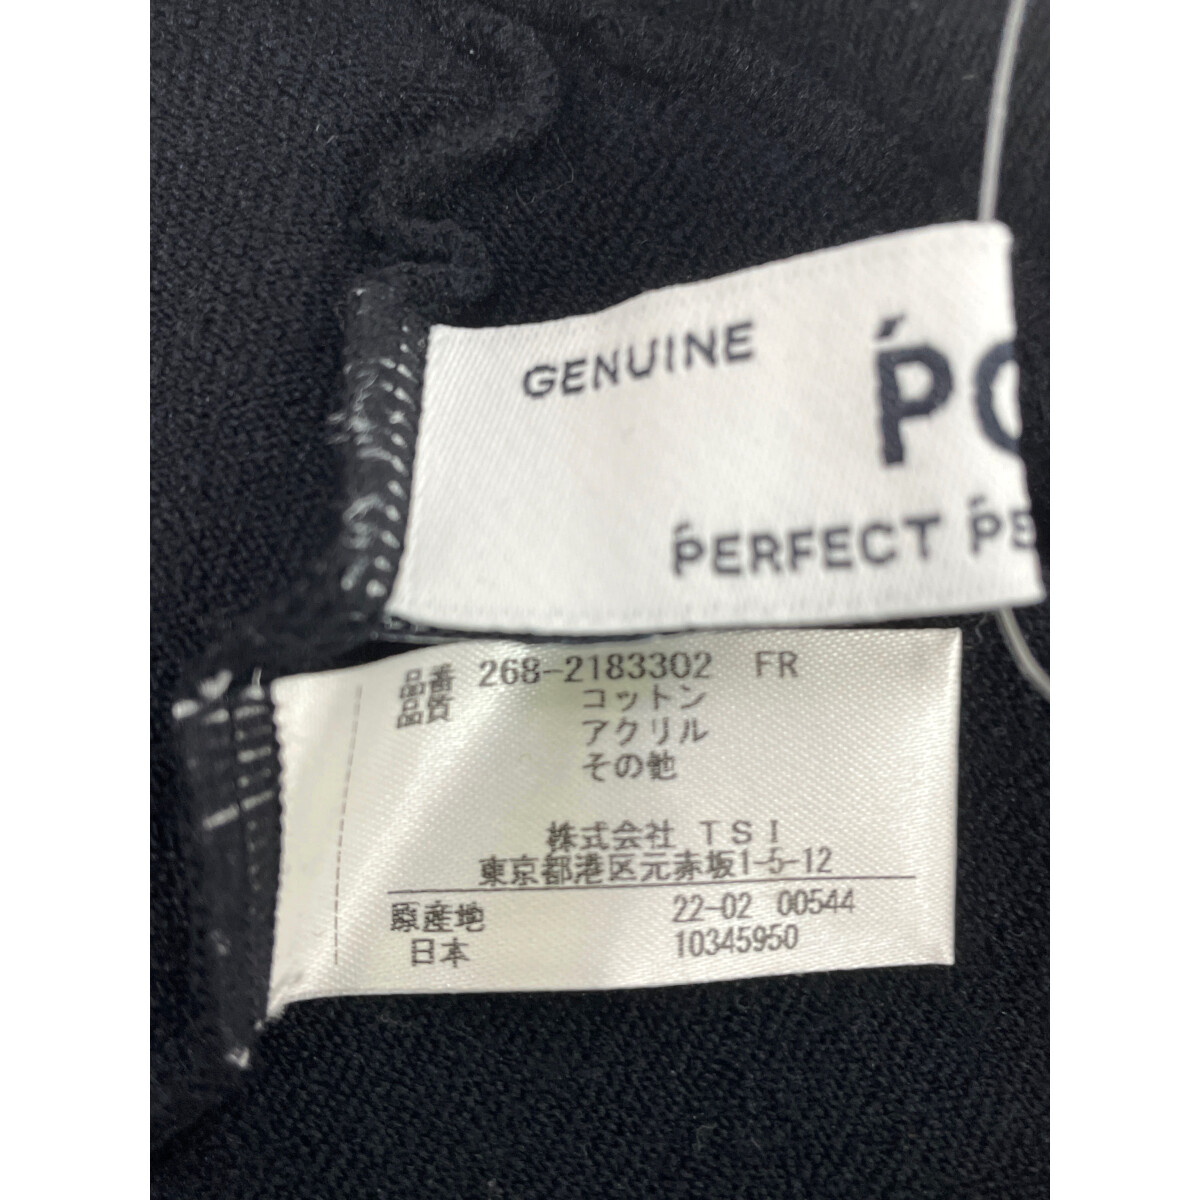 GENUINE
PERFECT
品番 268-2183302 FR
品質 コットン
アクリル
その他
株式会社 TSI
東京都港区元赤坂1-5-12
原産地 22-02 00544
日本 10345950